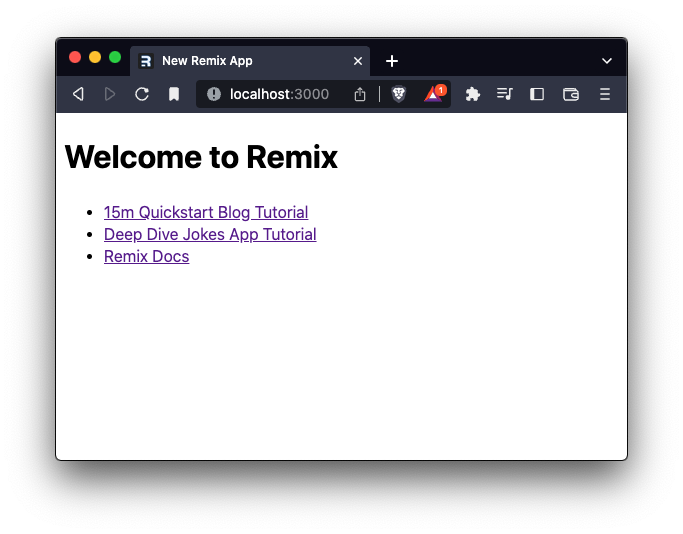 New Remix App
localhost:3000
1
Welcome to Remix
15m Quickstart Blog Tutorial
Deep Dive Jokes App Tutorial
Remix Docs